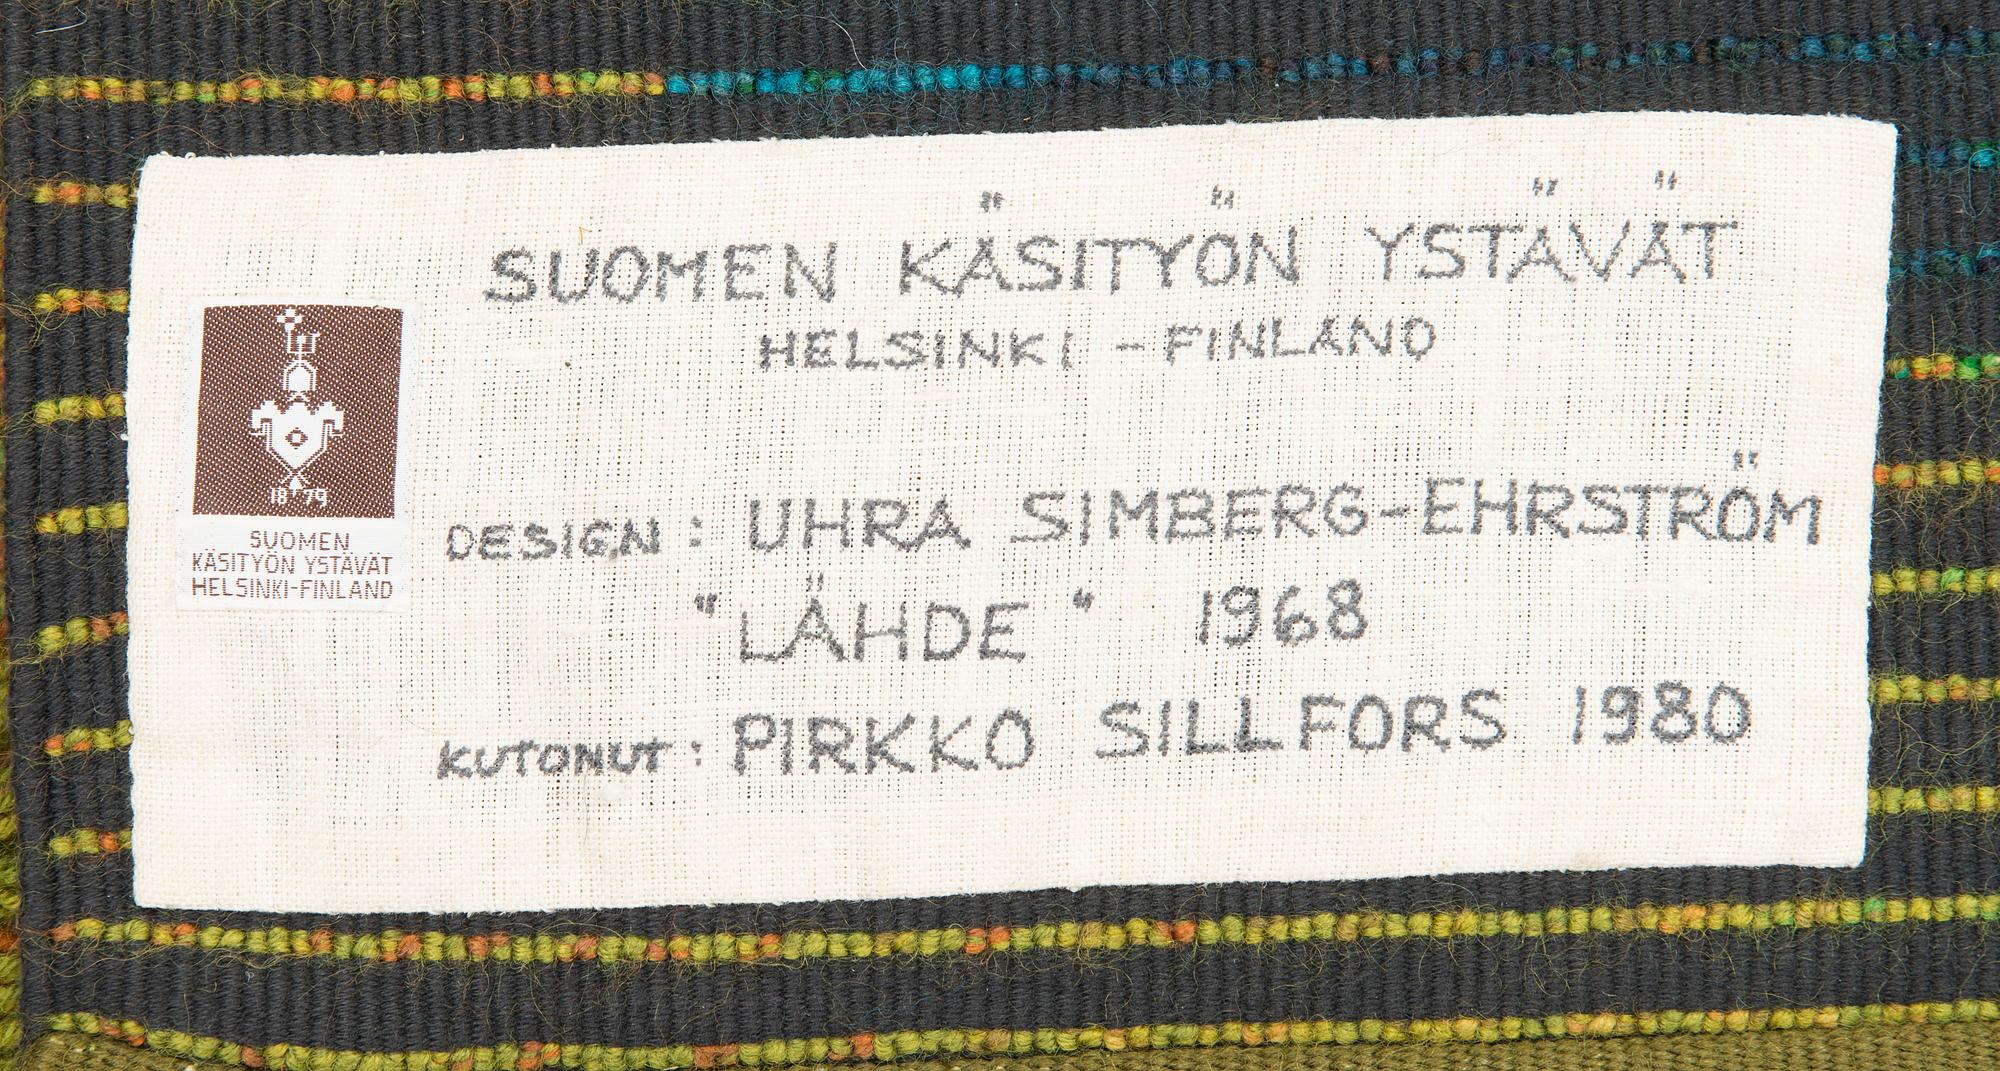 SUOMEN KÄSITYÖN YSTÄVÄT
HELSINKI - FINLAND
1879
SUOMEN
KÄSITYÖN YSTÄVÄT
HELSINKI-FINLAND
DESIGN: UHRA SIMBERG-EHRSTRÖM
"LÄHDE" 1968
KUTONUT: PIRKKO SILLFORS 1980